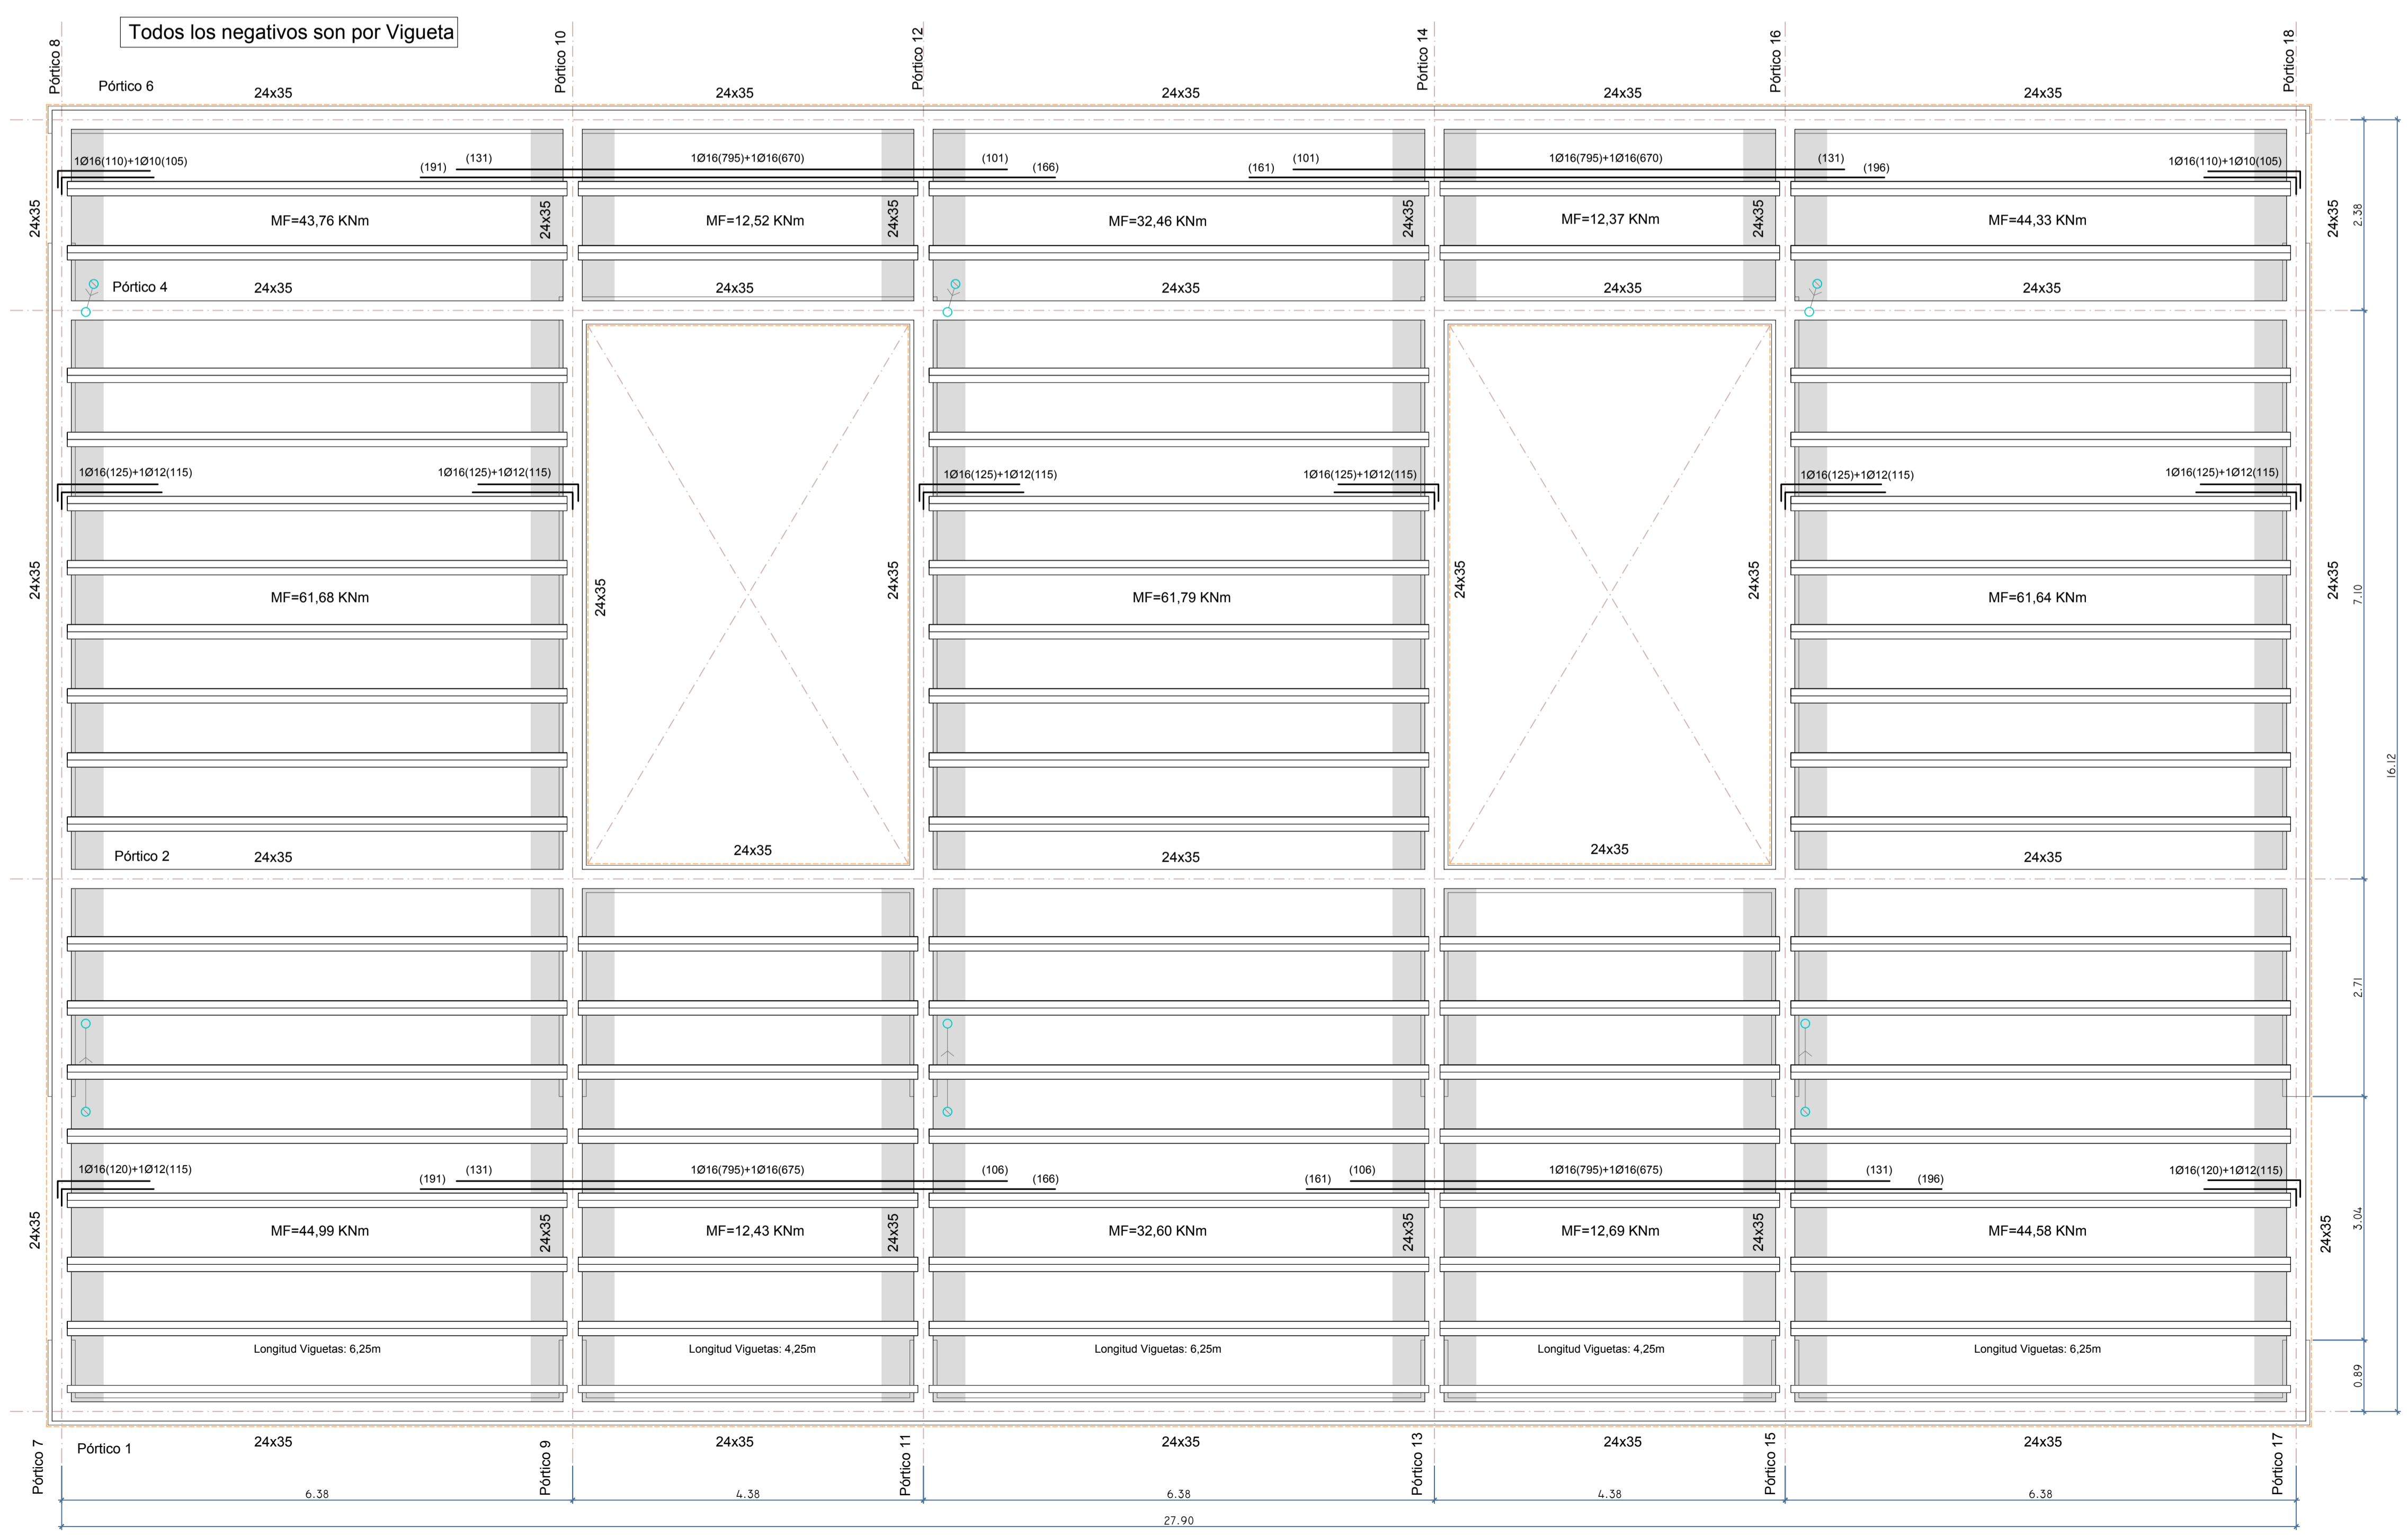 Todos los negativos son por Vigueta
Pórtico 8
Pórtico 10
Pórtico 12
Pórtico 14
Pórtico 16
Pórtico 18
Pórtico 6
24x35
24x35
24x35
24x35
24x35
1Ø16(110)+1Ø10(105)
(191)
(131)
1Ø16(795)+1Ø16(670)
(101)
(166)
(161)
(101)
1Ø16(795)+1Ø16(670)
(131)
(196)
1Ø16(110)+1Ø10(105)
24x35
MF=43,76 KNm
24x35
MF=12,52 KNm
24x35
MF=32,46 KNm
24x35
MF=12,37 KNm
24x35
MF=44,33 KNm
24x35
2.38
Pórtico 4
24x35
24x35
24x35
24x35
24x35
1Ø16(125)+1Ø12(115)
1Ø16(125)+1Ø12(115)
1Ø16(125)+1Ø12(115)
1Ø16(125)+1Ø12(115)
1Ø16(125)+1Ø12(115)
1Ø16(125)+1Ø12(115)
24x35
MF=61,68 KNm
24x35
24x35
MF=61,79 KNm
24x35
24x35
MF=61,64 KNm
24x35
7.10
16.12
Pórtico 2
24x35
24x35
24x35
24x35
24x35
2.71
1Ø16(120)+1Ø12(115)
(191)
(131)
1Ø16(795)+1Ø16(675)
(106)
(166)
(161)
(106)
1Ø16(795)+1Ø16(675)
(131)
(196)
1Ø16(120)+1Ø12(115)
24x35
MF=44,99 KNm
24x35
MF=12,43 KNm
24x35
MF=32,60 KNm
24x35
MF=12,69 KNm
24x35
MF=44,58 KNm
24x35
3.04
Longitud Viguetas: 6,25m
Longitud Viguetas: 4,25m
Longitud Viguetas: 6,25m
Longitud Viguetas: 4,25m
Longitud Viguetas: 6,25m
0.89
Pórtico 7
Pórtico 1
24x35
Pórtico 9
24x35
Pórtico 11
24x35
Pórtico 13
24x35
Pórtico 15
24x35
Pórtico 17
6.38
4.38
6.38
4.38
6.38
27.90